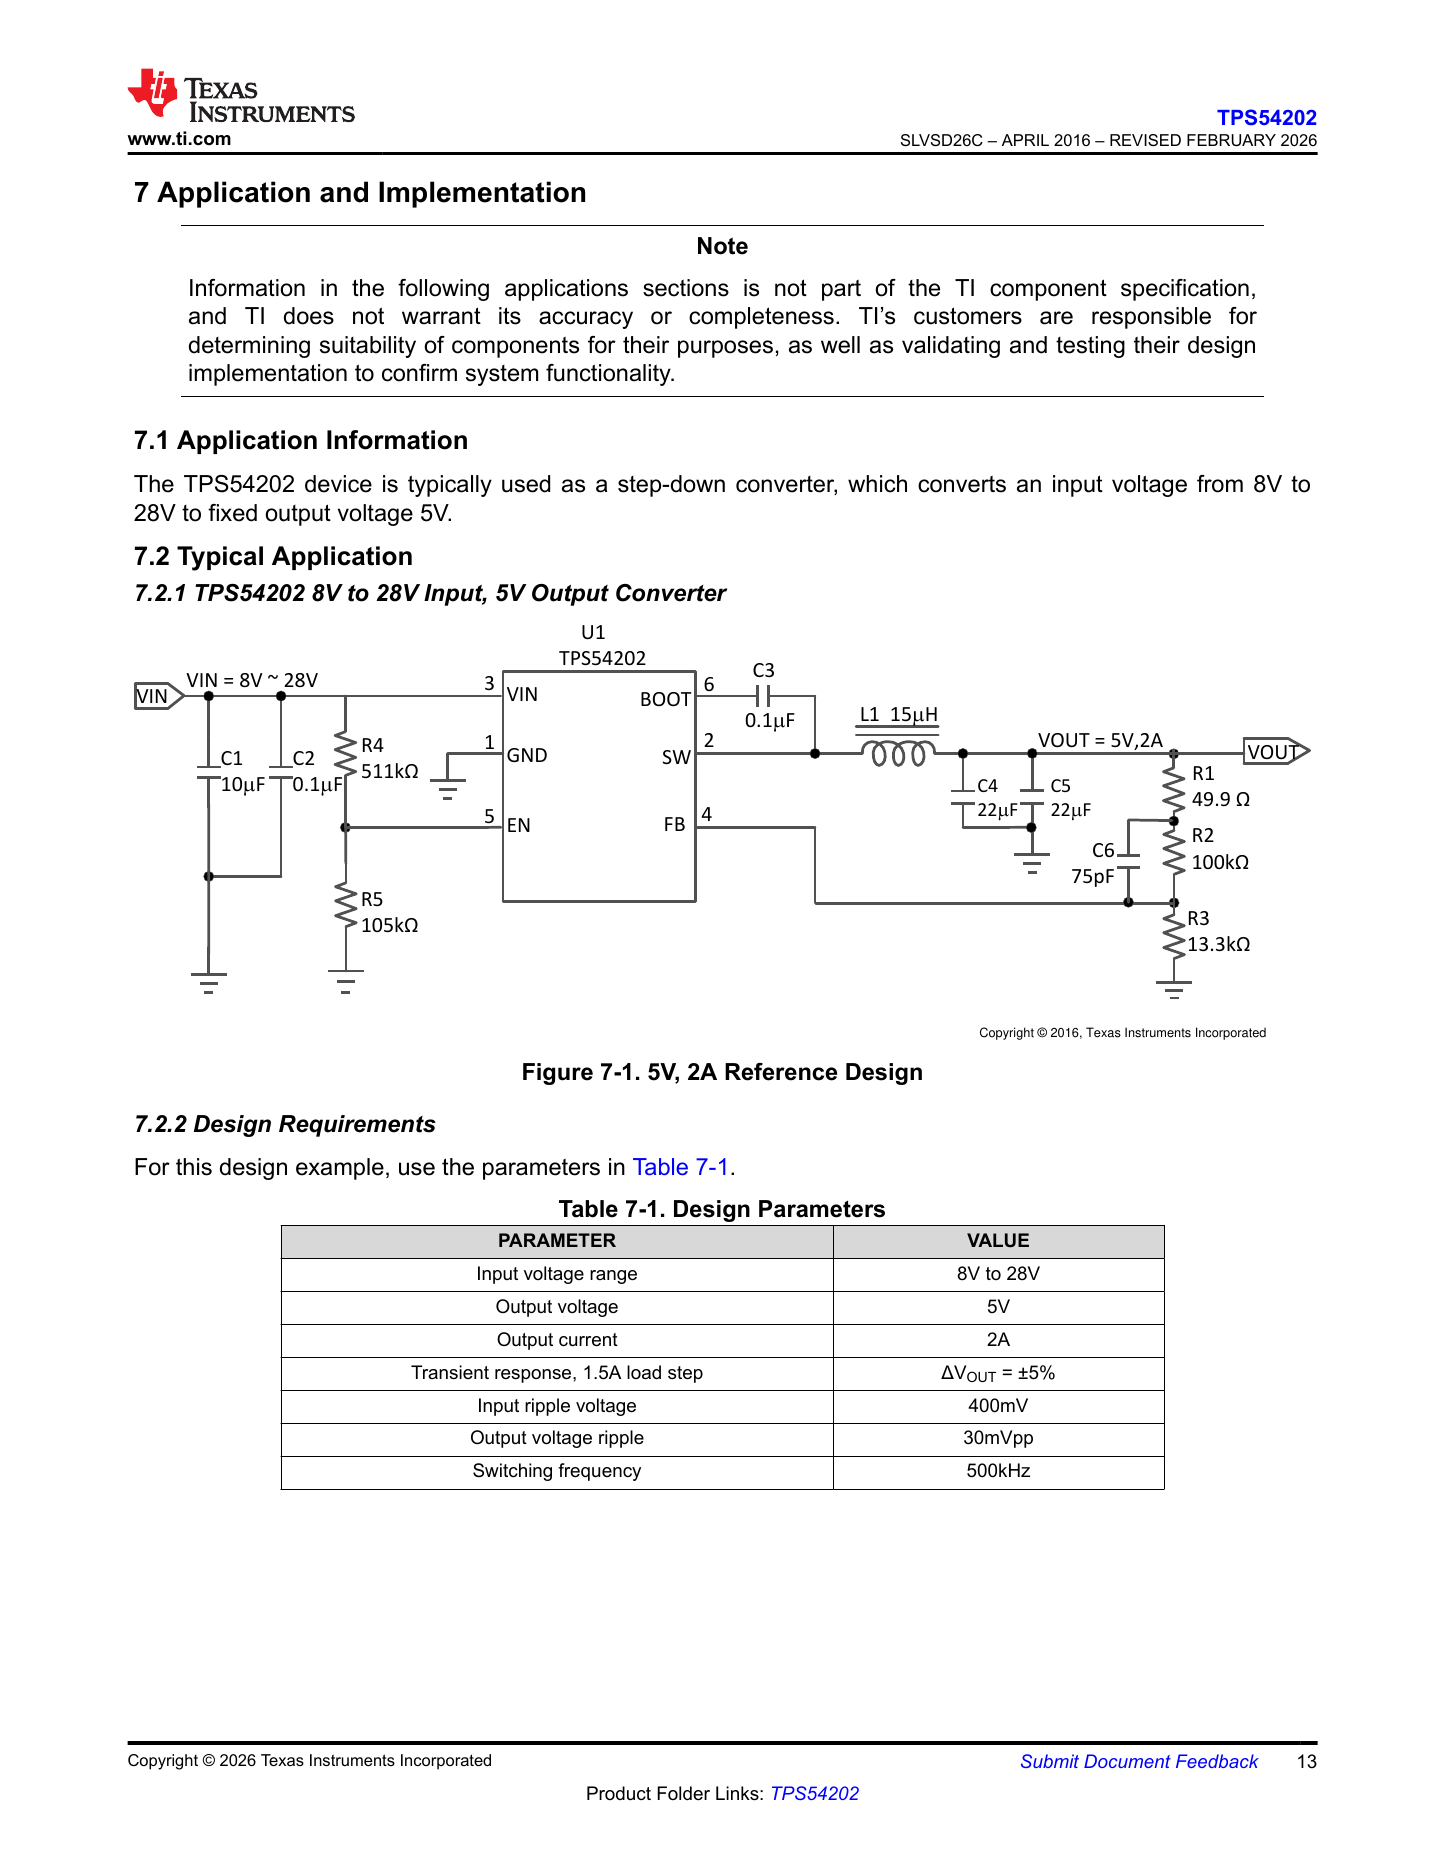 TEXAS
INSTRUMENTS
www.ti.com
TPS54202
SLVSD26C – APRIL 2016 – REVISED FEBRUARY 2026
7 Application and Implementation
Note
Information in the following applications sections is not part of the TI component specification,
and TI does not warrant its accuracy or completeness. TI’s customers are responsible for
determining suitability of components for their purposes, as well as validating and testing their design
implementation to confirm system functionality.
7.1 Application Information
The TPS54202 device is typically used as a step-down converter, which converts an input voltage from 8V to
28V to fixed output voltage 5V.
7.2 Typical Application
7.2.1 TPS54202 8V to 28V Input, 5V Output Converter
U1
TPS54202
VIN
VIN = 8V ~ 28V
C1
10µF
C2
0.1µF
R4
511kΩ
R5
105kΩ
3
VIN
1
GND
5
EN
BOOT
6
SW
2
FB
4
C3
0.1µF
L1 15µH
VOUT = 5V,2A
VOUT
C4
22µF
C5
22µF
R1
49.9 Ω
R2
100kΩ
C6
75pF
R3
13.3kΩ
Copyright © 2016, Texas Instruments Incorporated
Figure 7-1. 5V, 2A Reference Design
7.2.2 Design Requirements
For this design example, use the parameters in Table 7-1.
Table 7-1. Design Parameters
PARAMETER VALUE
Input voltage range 8V to 28V
Output voltage 5V
Output current 2A
Transient response, 1.5A load step ΔVOUT = ±5%
Input ripple voltage 400mV
Output voltage ripple 30mVpp
Switching frequency 500kHz
Copyright © 2026 Texas Instruments Incorporated
Submit Document Feedback 13
Product Folder Links: TPS54202